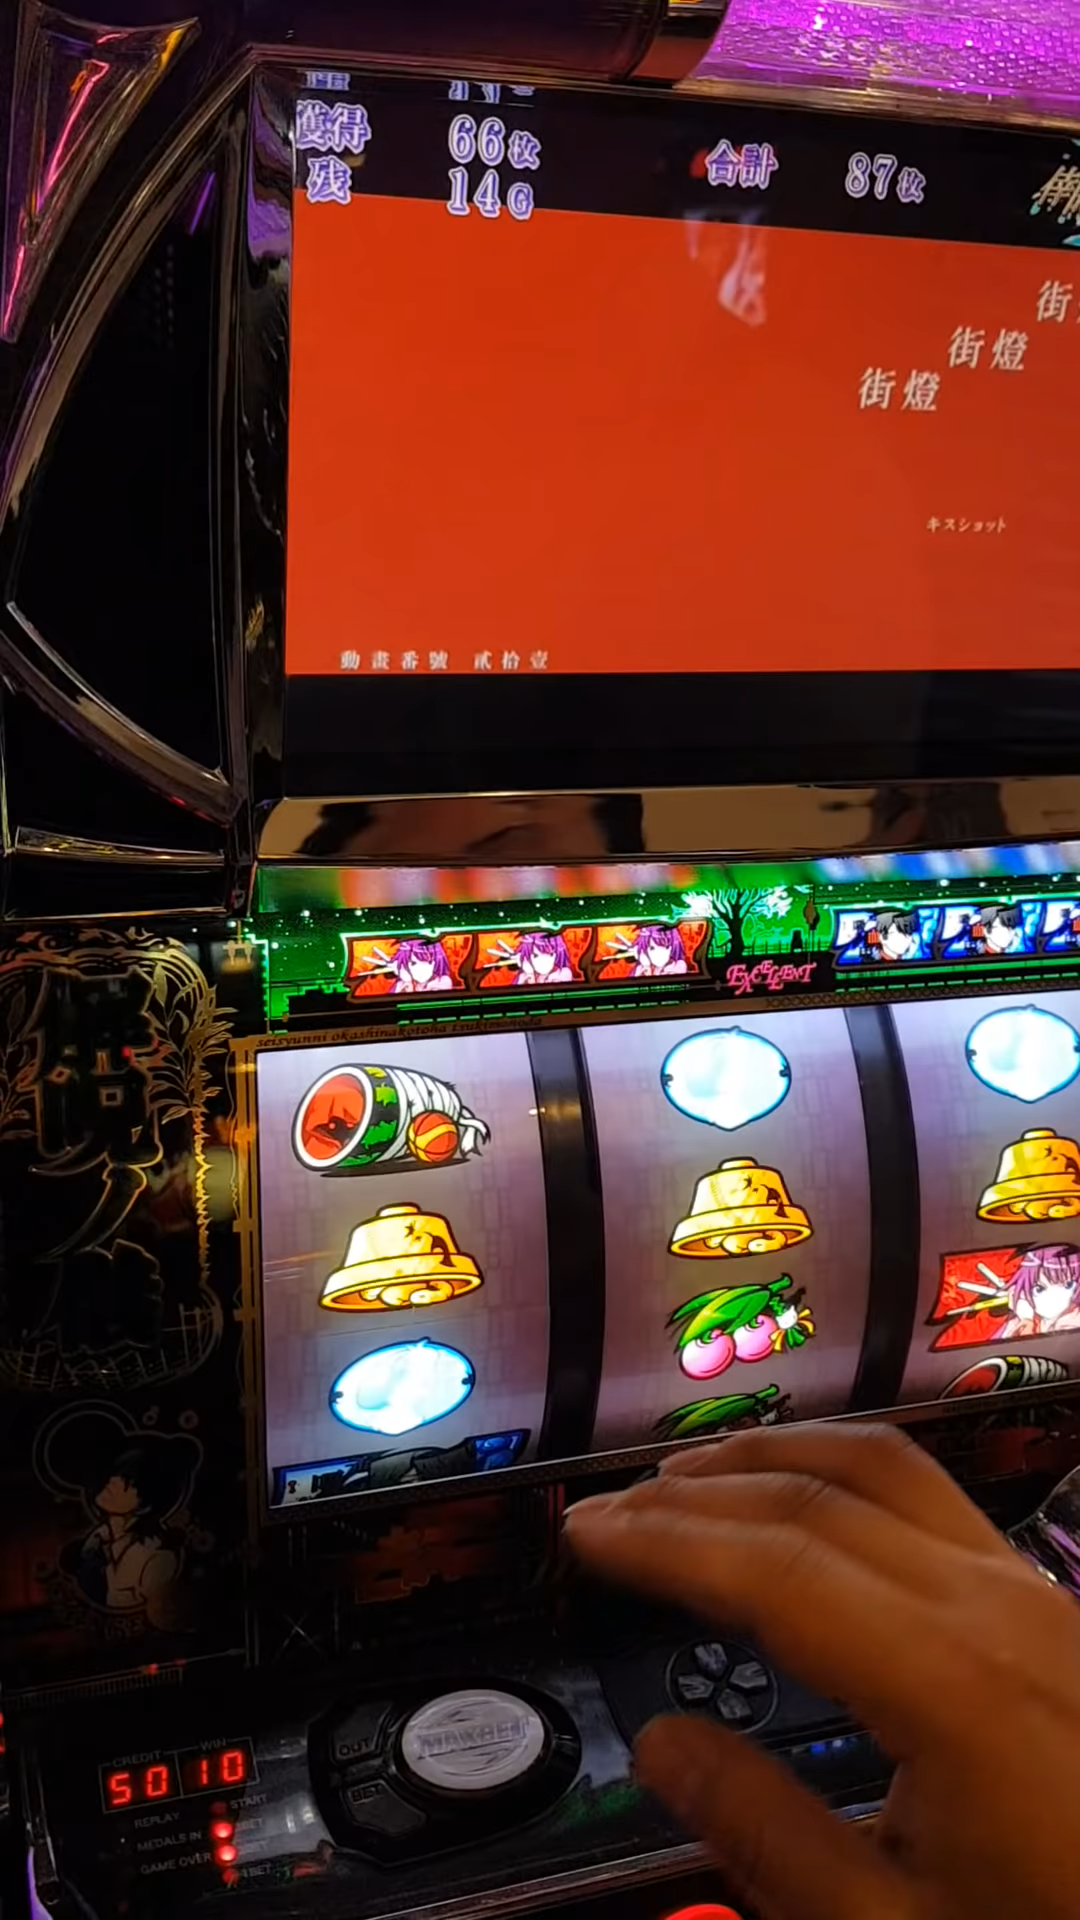 獲得 66枚 合計 87枚
残 14G
街
街燈
街燈
キスショット
動畫番號 貳拾壹
EXCELLENT
seisyunni okashinakotoha tsukimonoda
CREDIT WIN
50 10
OUT
MAXBET
BET
REPLAY START
MEDALS IN
GAME OVER 1BET